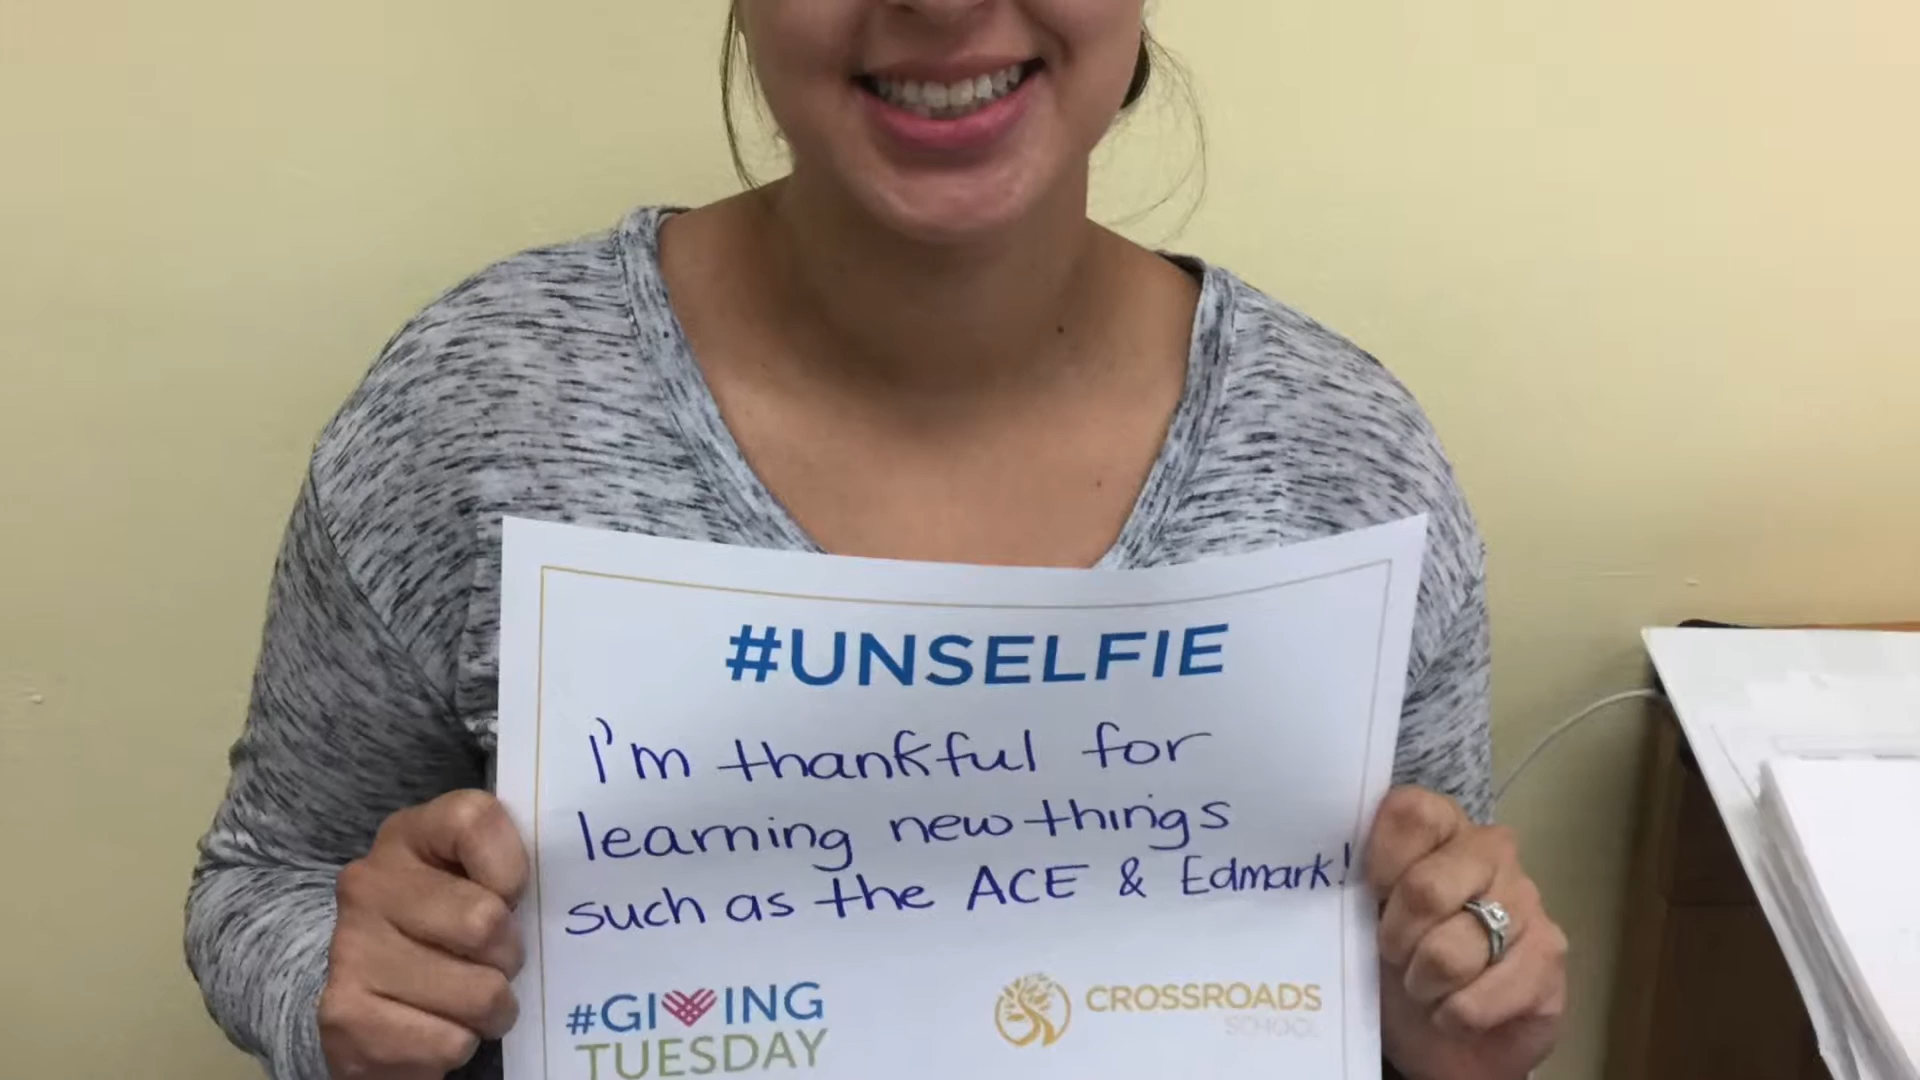 #UNSELFIE
I'm thankful for
learning new things
such as the ACE & Edmark!
#GIVING
TUESDAY
CROSSROADS
SCHOOL